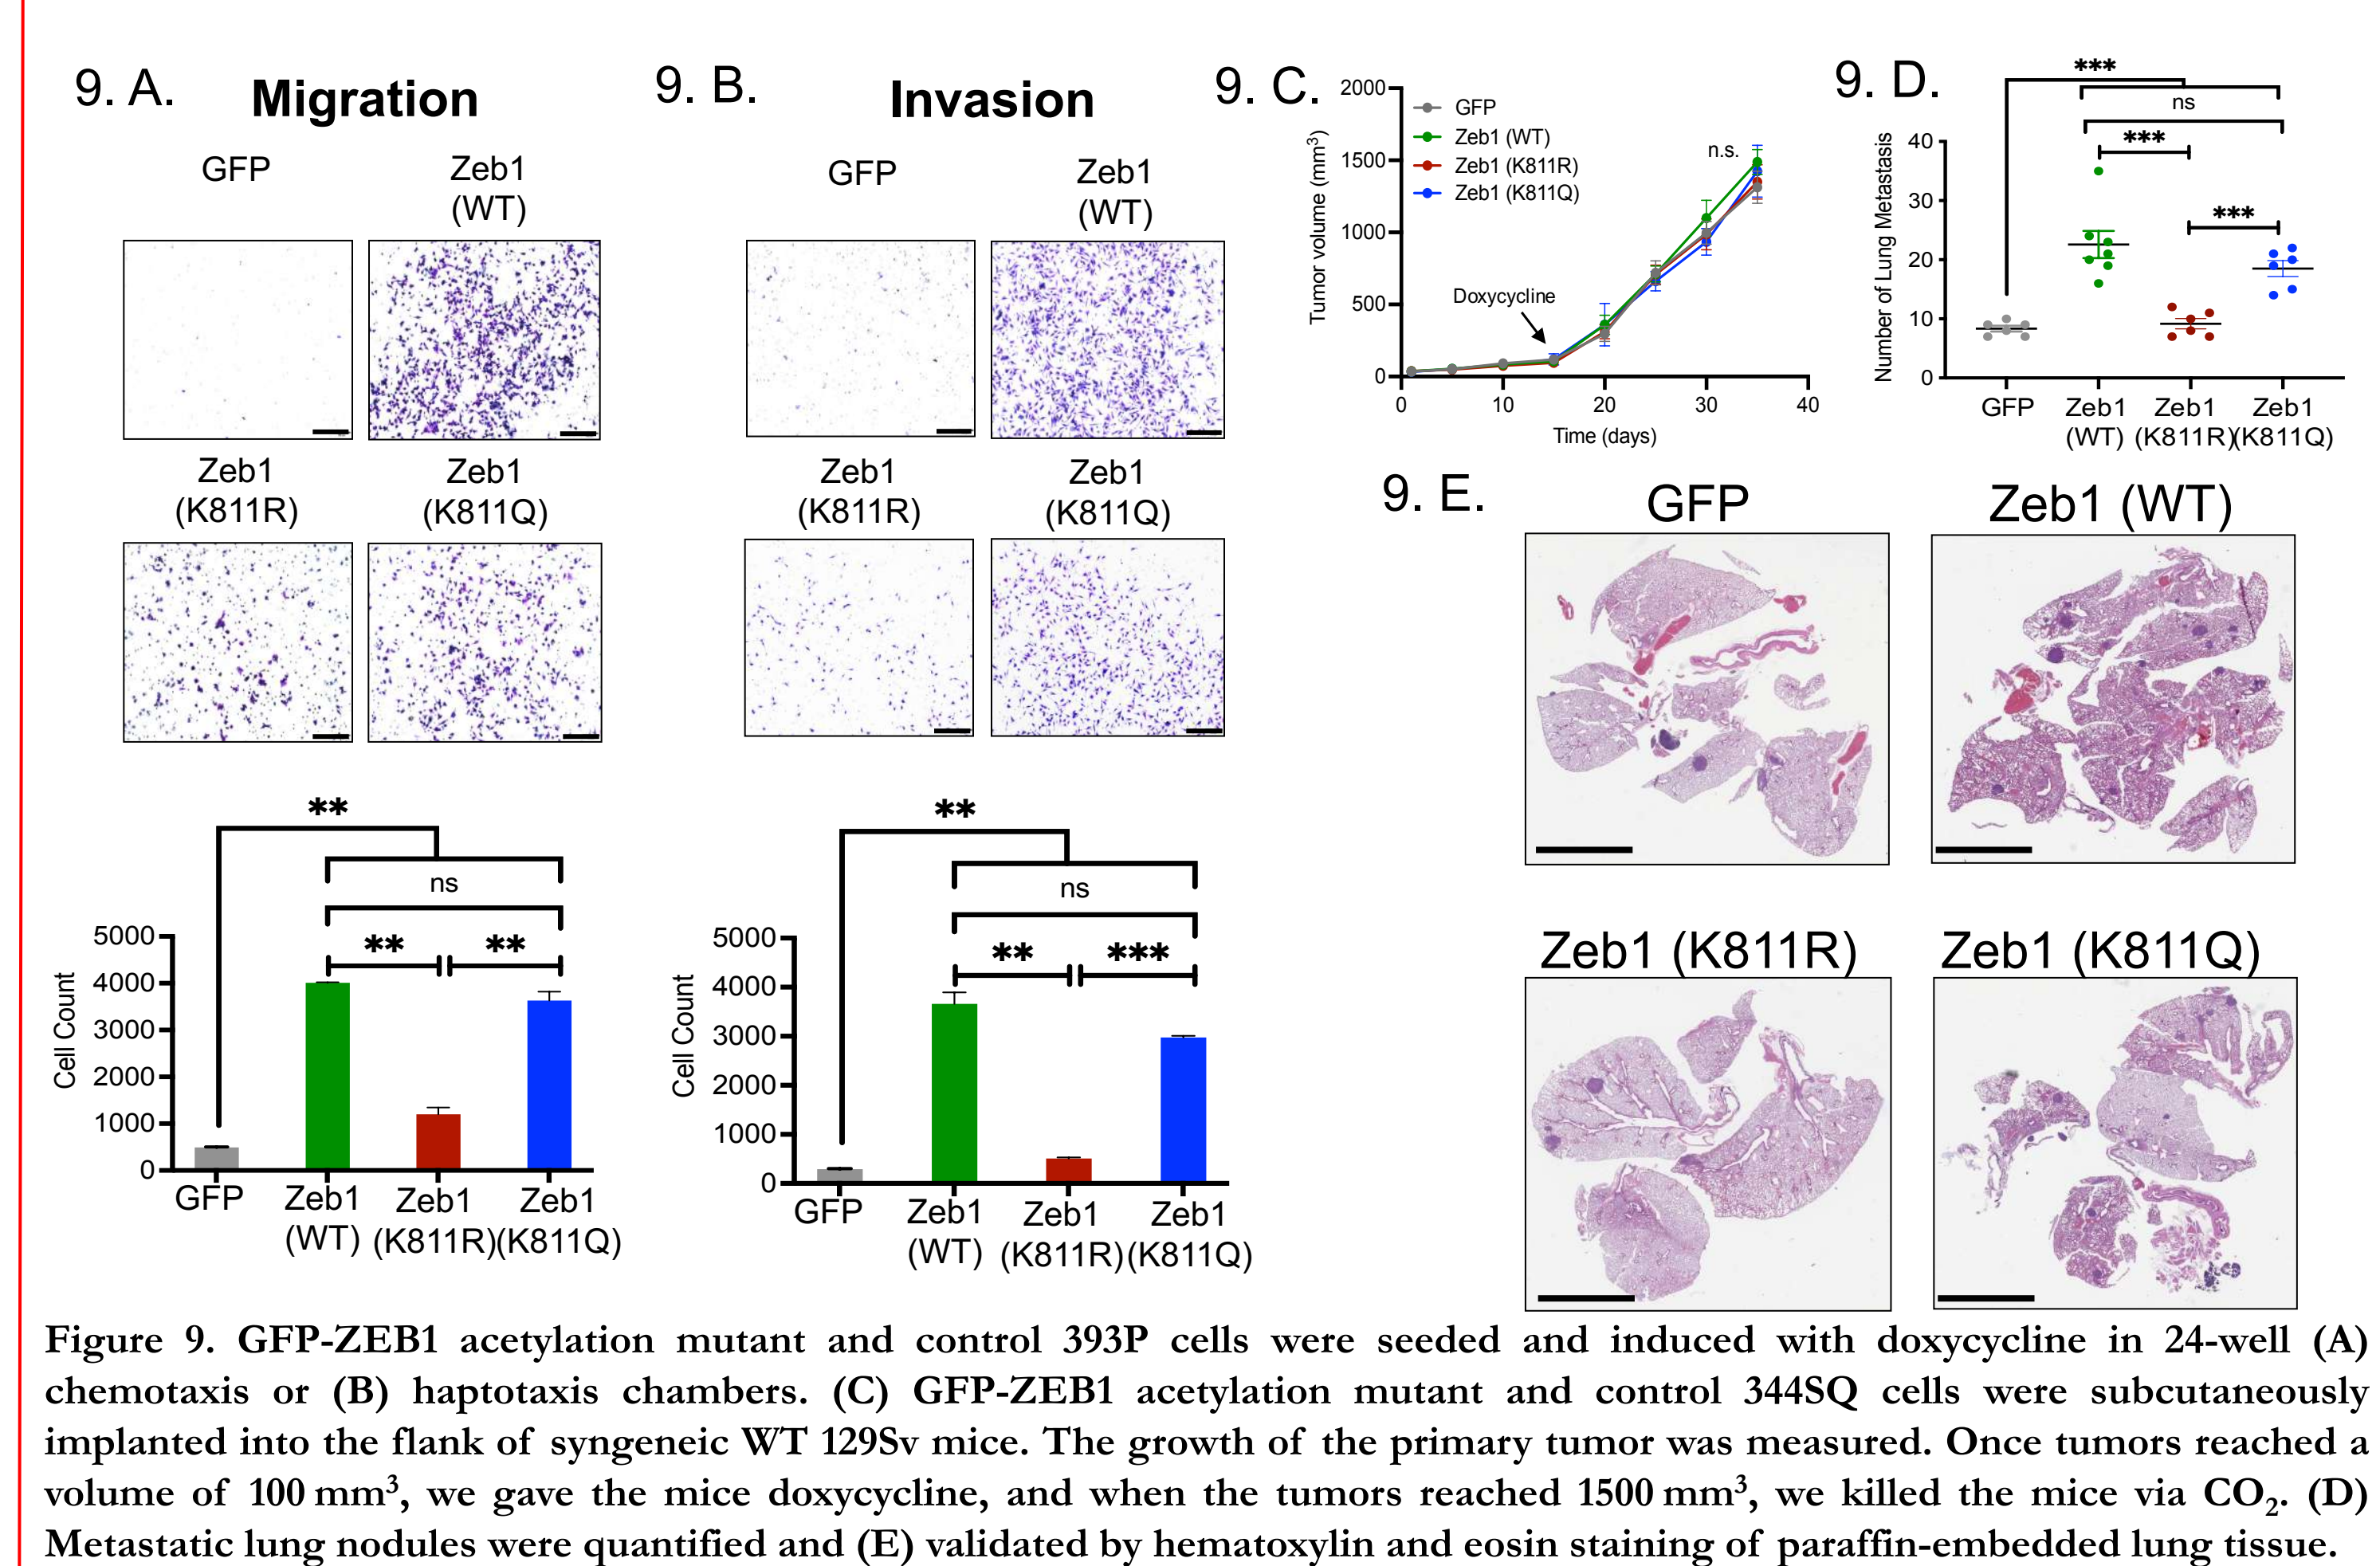 9. A.
Migration
GFP
Zeb1
(WT)
Zeb1
(K811R)
Zeb1
(K811Q)
**
ns
**
**
5000
4000
3000
2000
1000
0
Cell Count
GFP
Zeb1
(WT)
Zeb1
(K811R)
Zeb1
(K811Q)
9. B.
Invasion
GFP
Zeb1
(WT)
Zeb1
(K811R)
Zeb1
(K811Q)
**
ns
**
***
5000
4000
3000
2000
1000
0
Cell Count
GFP
Zeb1
(WT)
Zeb1
(K811R)
Zeb1
(K811Q)
9. C.
2000
1500
1000
500
0
Tumor volume (mm³)
GFP
Zeb1 (WT)
Zeb1 (K811R)
Zeb1 (K811Q)
n.s.
Doxycycline
0
10
20
30
40
Time (days)
9. D.
***
ns
***
***
40
30
20
10
0
Number of Lung Metastasis
GFP
Zeb1
(WT)
Zeb1
(K811R)
Zeb1
(K811Q)
9. E.
GFP
Zeb1 (WT)
Zeb1 (K811R)
Zeb1 (K811Q)
Figure 9. GFP-ZEB1 acetylation mutant and control 393P cells were seeded and induced with doxycycline in 24-well (A)
chemotaxis or (B) haptotaxis chambers. (C) GFP-ZEB1 acetylation mutant and control 344SQ cells were subcutaneously
implanted into the flank of syngeneic WT 129Sv mice. The growth of the primary tumor was measured. Once tumors reached a
volume of 100 mm³, we gave the mice doxycycline, and when the tumors reached 1500 mm³, we killed the mice via CO₂. (D)
Metastatic lung nodules were quantified and (E) validated by hematoxylin and eosin staining of paraffin-embedded lung tissue.